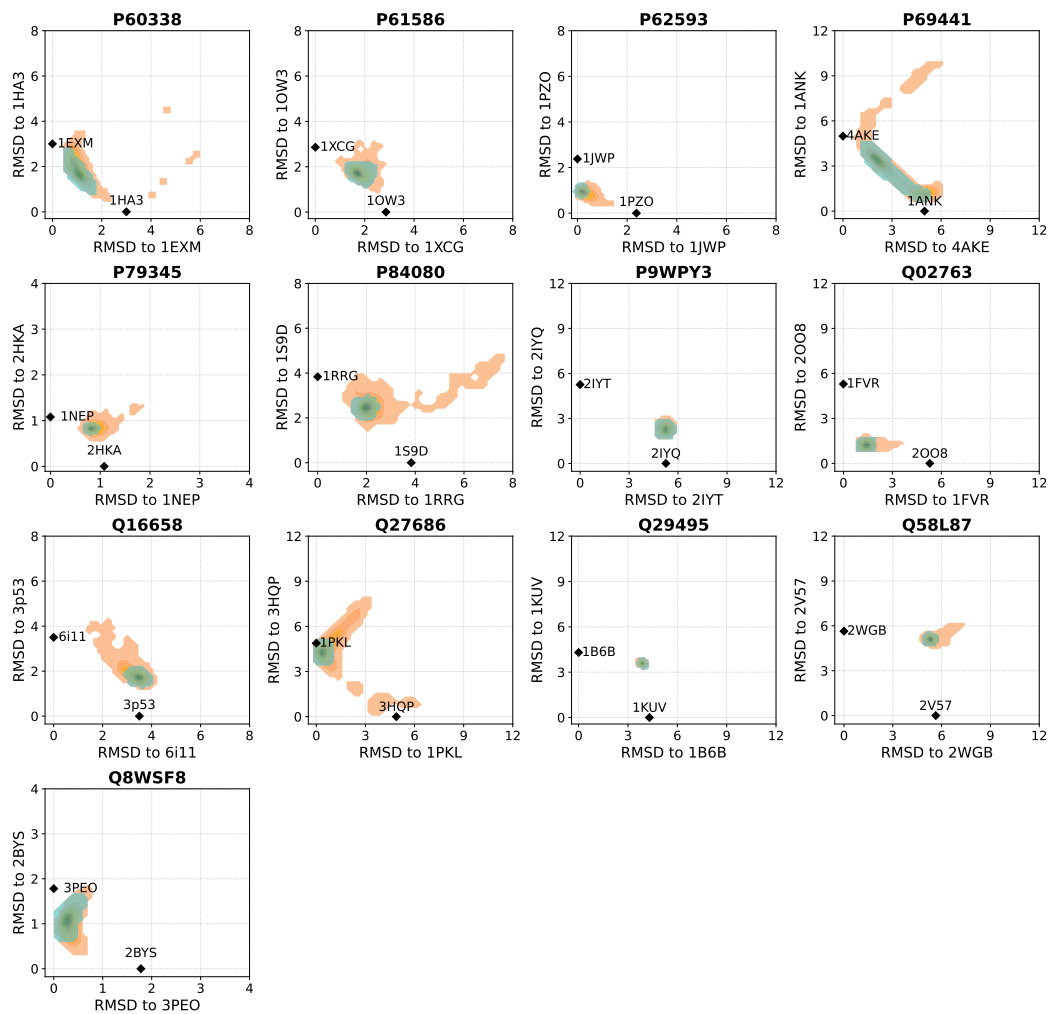 P60338
P61586
P62593
P69441
RMSD to 1HA3
8
6
4
2
0
1EXM
1HA3
0 2 4 6 8
RMSD to 1EXM
RMSD to 1OW3
8
6
4
2
0
1XCG
1OW3
0 2 4 6 8
RMSD to 1XCG
RMSD to 1PZO
8
6
4
2
0
1JWP
1PZO
0 2 4 6 8
RMSD to 1JWP
RMSD to 1ANK
12
9
6
3
0
4AKE
1ANK
0 3 6 9 12
RMSD to 4AKE
P79345
P84080
P9WPY3
Q02763
RMSD to 2HKA
4
3
2
1
0
1NEP
2HKA
0 1 2 3 4
RMSD to 1NEP
RMSD to 1S9D
8
6
4
2
0
1RRG
1S9D
0 2 4 6 8
RMSD to 1RRG
RMSD to 2IYQ
12
9
6
3
0
2IYT
2IYQ
0 3 6 9 12
RMSD to 2IYT
RMSD to 2OO8
12
9
6
3
0
1FVR
2OO8
0 3 6 9 12
RMSD to 1FVR
Q16658
Q27686
Q29495
Q58L87
RMSD to 3p53
8
6
4
2
0
6i11
3p53
0 2 4 6 8
RMSD to 6i11
RMSD to 3HQP
12
9
6
3
0
1PKL
3HQP
0 3 6 9 12
RMSD to 1PKL
RMSD to 1KUV
12
9
6
3
0
1B6B
1KUV
0 3 6 9 12
RMSD to 1B6B
RMSD to 2V57
12
9
6
3
0
2WGB
2V57
0 3 6 9 12
RMSD to 2WGB
Q8WSF8
RMSD to 2BYS
4
3
2
1
0
3PEO
2BYS
0 1 2 3 4
RMSD to 3PEO